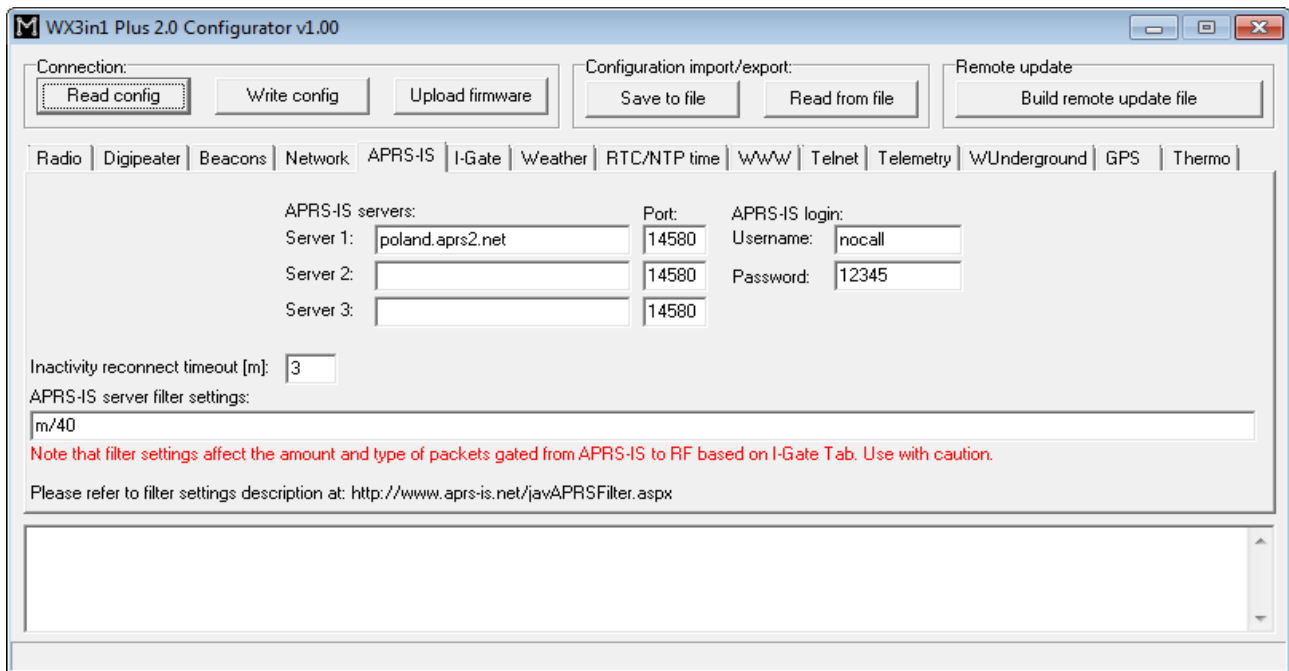 WX3in1 Plus 2.0 Configurator v1.00
Connection: Configuration import/export: Remote update
Read config Write config Upload firmware Save to file Read from file Build remote update file
Radio Digipeater Beacons Network APRS-IS I-Gate Weather RTC/NTP time WWW Telnet Telemetry WUnderground GPS Thermo
APRS-IS servers: Port: APRS-IS login:
Server 1: poland.aprs2.net 14580 Username: nocall
Server 2: 14580 Password: 12345
Server 3: 14580
Inactivity reconnect timeout [m]: 3
APRS-IS server filter settings:
m/40
Note that filter settings affect the amount and type of packets gated from APRS-IS to RF based on I-Gate Tab. Use with caution.
Please refer to filter settings description at: http://www.aprs-is.net/javAPRSFilter.aspx